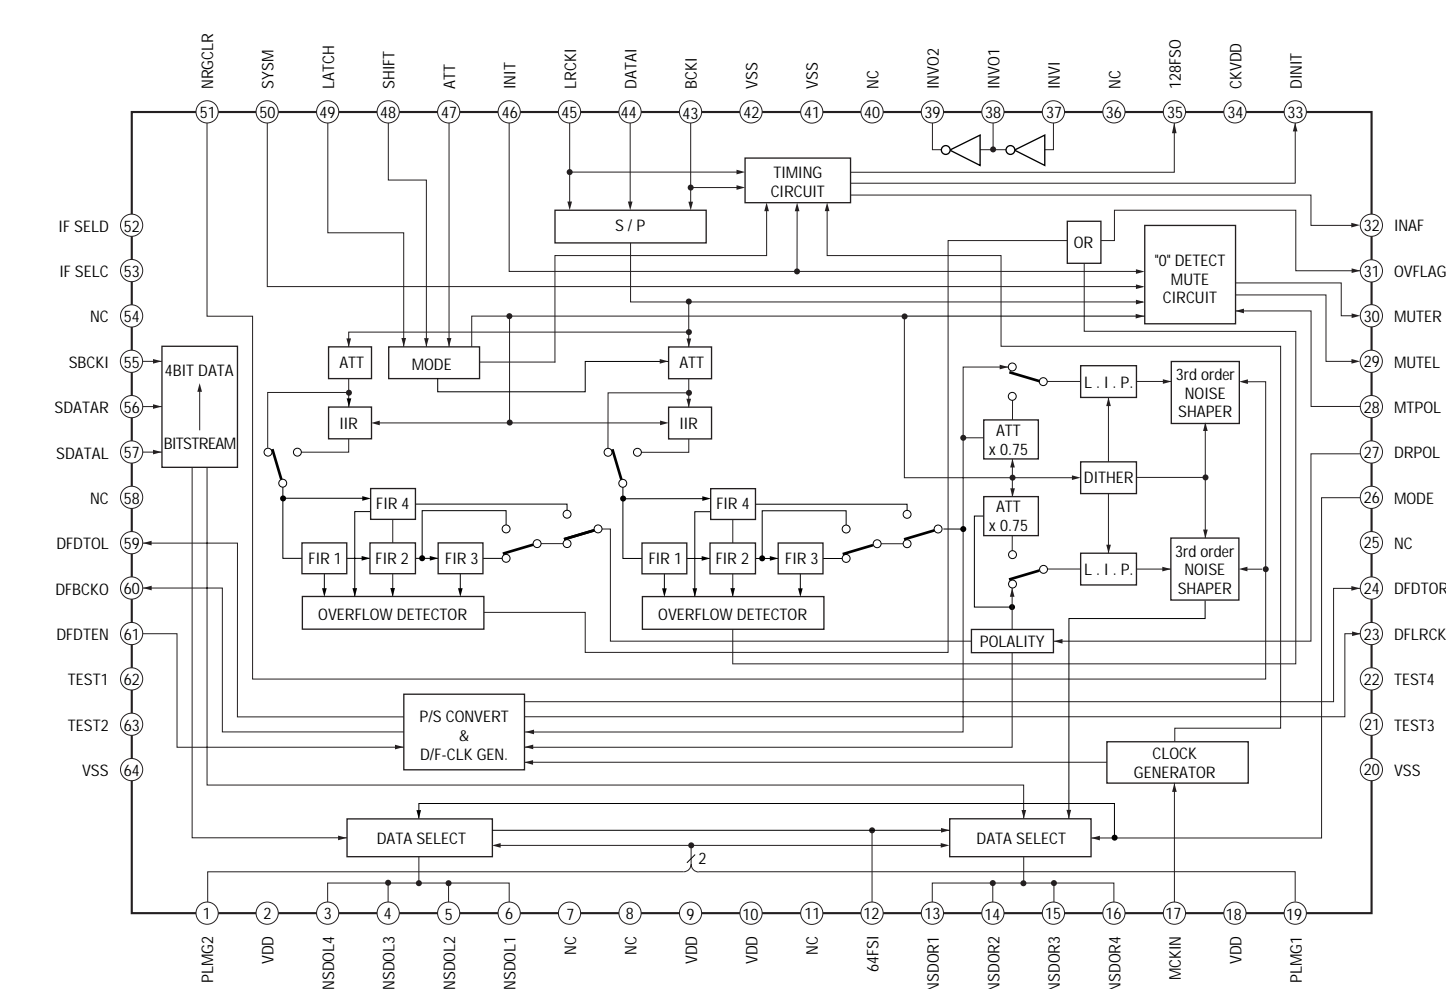 NRGCLR
SYSM
LATCH
SHIFT
ATT
INIT
LRCKI
DATAI
BCKI
VSS
VSS
NC
INVO2
INVO1
INVI
NC
128FSO
CKVDD
DINIT
51
50
49
48
47
46
45
44
43
42
41
40
39
38
37
36
35
34
33
TIMING
CIRCUIT
S / P
OR
"0" DETECT
MUTE
CIRCUIT
IF SELD 52
IF SELC 53
NC 54
SBCKI 55
SDATAR 56
SDATAL 57
NC 58
DFDTOL 59
DFBCKO 60
DFDTEN 61
TEST1 62
TEST2 63
VSS 64
32 INAF
31 OVFLAG
30 MUTER
29 MUTEL
28 MTPOL
27 DRPOL
26 MODE
25 NC
24 DFDTOR
23 DFLRCK
22 TEST4
21 TEST3
20 VSS
4BIT DATA
BITSTREAM
ATT
MODE
ATT
IIR
IIR
L . I . P.
3rd order
NOISE
SHAPER
ATT
x 0.75
DITHER
ATT
x 0.75
FIR 4
FIR 1
FIR 2
FIR 3
OVERFLOW DETECTOR
FIR 4
FIR 1
FIR 2
FIR 3
OVERFLOW DETECTOR
L . I . P.
3rd order
NOISE
SHAPER
POLALITY
P/S CONVERT
&
D/F-CLK GEN.
CLOCK
GENERATOR
DATA SELECT
DATA SELECT
2
1
2
3
4
5
6
7
8
9
10
11
12
13
14
15
16
17
18
19
PLMG2
VDD
NSDOL4
NSDOL3
NSDOL2
NSDOL1
NC
NC
VDD
VDD
NC
64FSI
NSDOR1
NSDOR2
NSDOR3
NSDOR4
MCKIN
VDD
PLMG1